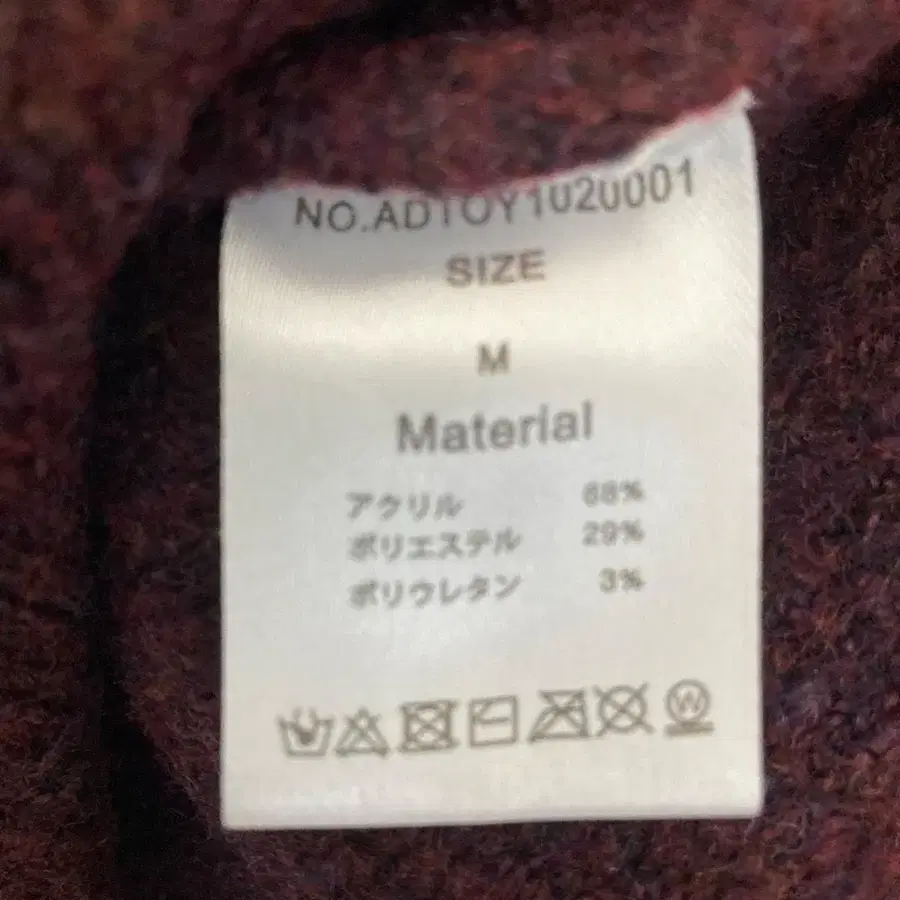 NO.ADTOY1020001
SIZE
M
Material
アクリル 68%
ポリエステル 29%
ポリウレタン 3%
W